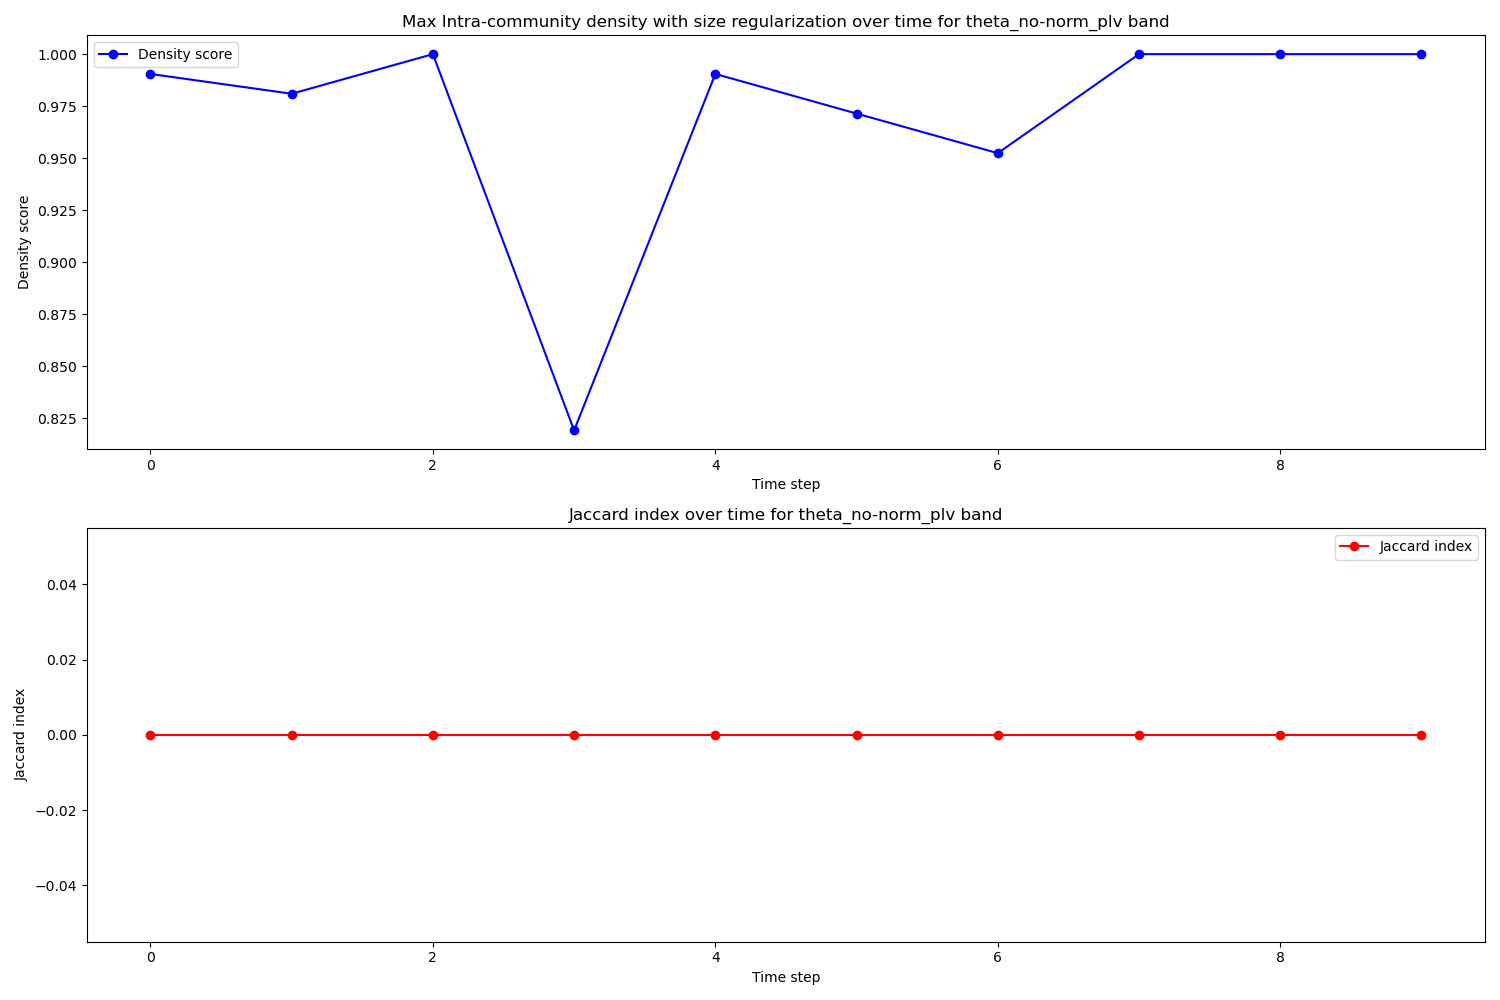 Max Intra-community density with size regularization over time for theta_no-norm_plv band
Density score
1.000
0.975
0.950
0.925
0.900
0.875
0.850
0.825
Density score
0 2 4 6 8
Time step
Jaccard index over time for theta_no-norm_plv band
Jaccard index
0.04
0.02
0.00
−0.02
−0.04
Jaccard index
0 2 4 6 8
Time step